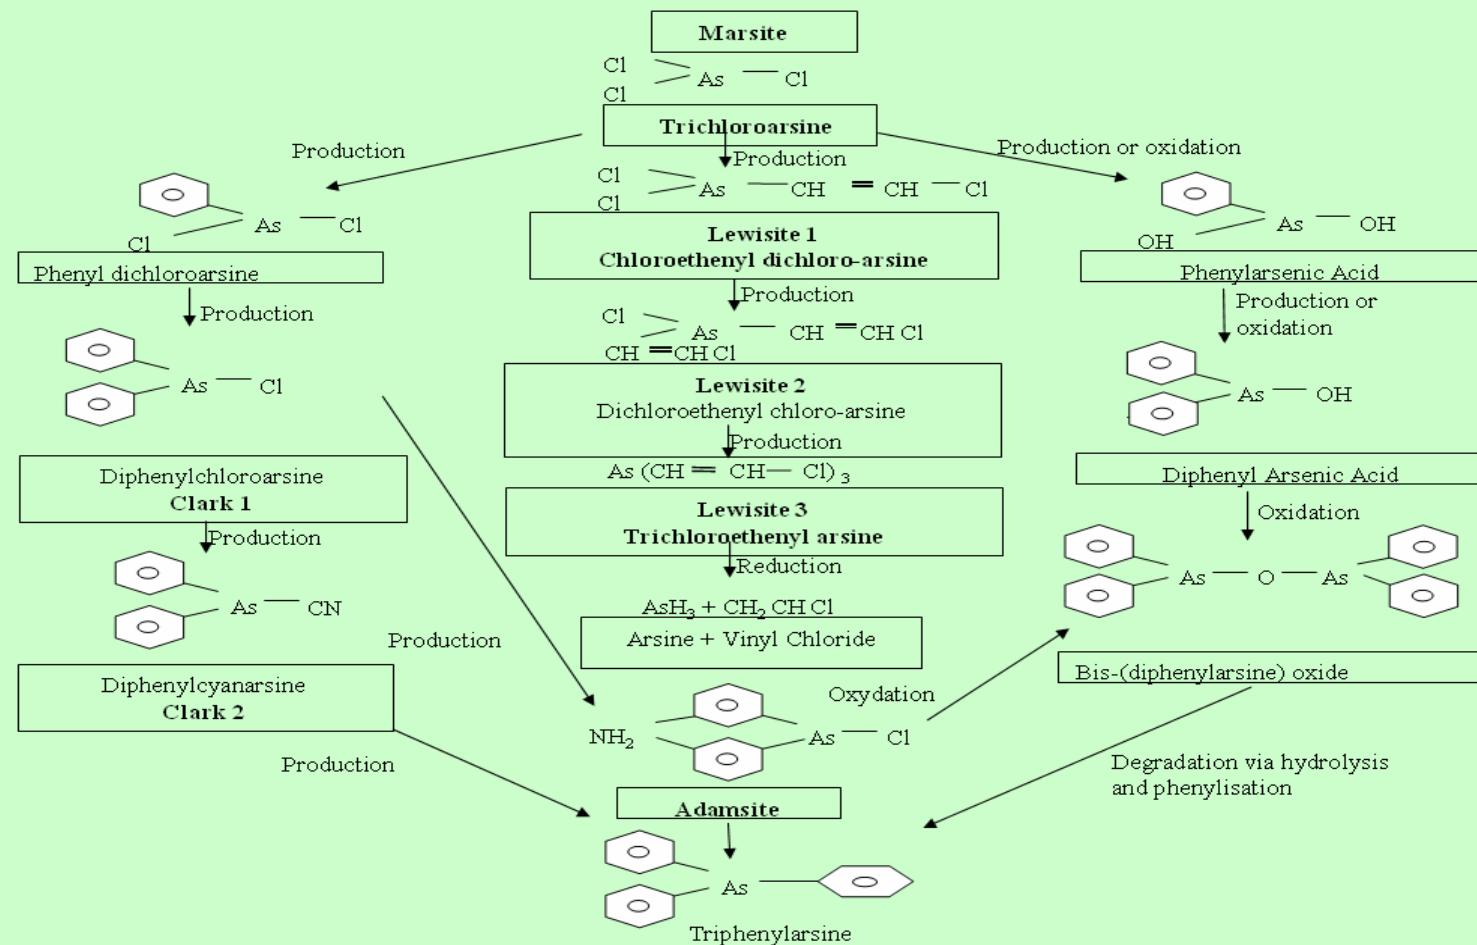 Marsite
Cl
As — Cl
Cl
Trichloroarsine
Production
Production
Production or oxidation
Cl
As — CH = CH — Cl
Cl
As — Cl
Cl
As — OH
OH
Phenyl dichloroarsine
Lewisite 1
Chloroethenyl dichloro-arsine
Phenylarsenic Acid
Production
Production
Production or
oxidation
Cl
As — CH = CH Cl
CH = CH Cl
As — Cl
As — OH
Lewisite 2
Dichloroethenyl chloro-arsine
Production
As (CH = CH — Cl) 3
Diphenylchloroarsine
Clark 1
Diphenyl Arsenic Acid
Lewisite 3
Trichloroethenyl arsine
Production
Reduction
Oxidation
As — CN
As — O — As
AsH3 + CH2 CH Cl
Arsine + Vinyl Chloride
Production
Diphenylcyanarsine
Clark 2
Bis-(diphenylarsine) oxide
Oxydation
NH2
As — Cl
Production
Degradation via hydrolysis
and phenylisation
Adamsite
As
Triphenylarsine